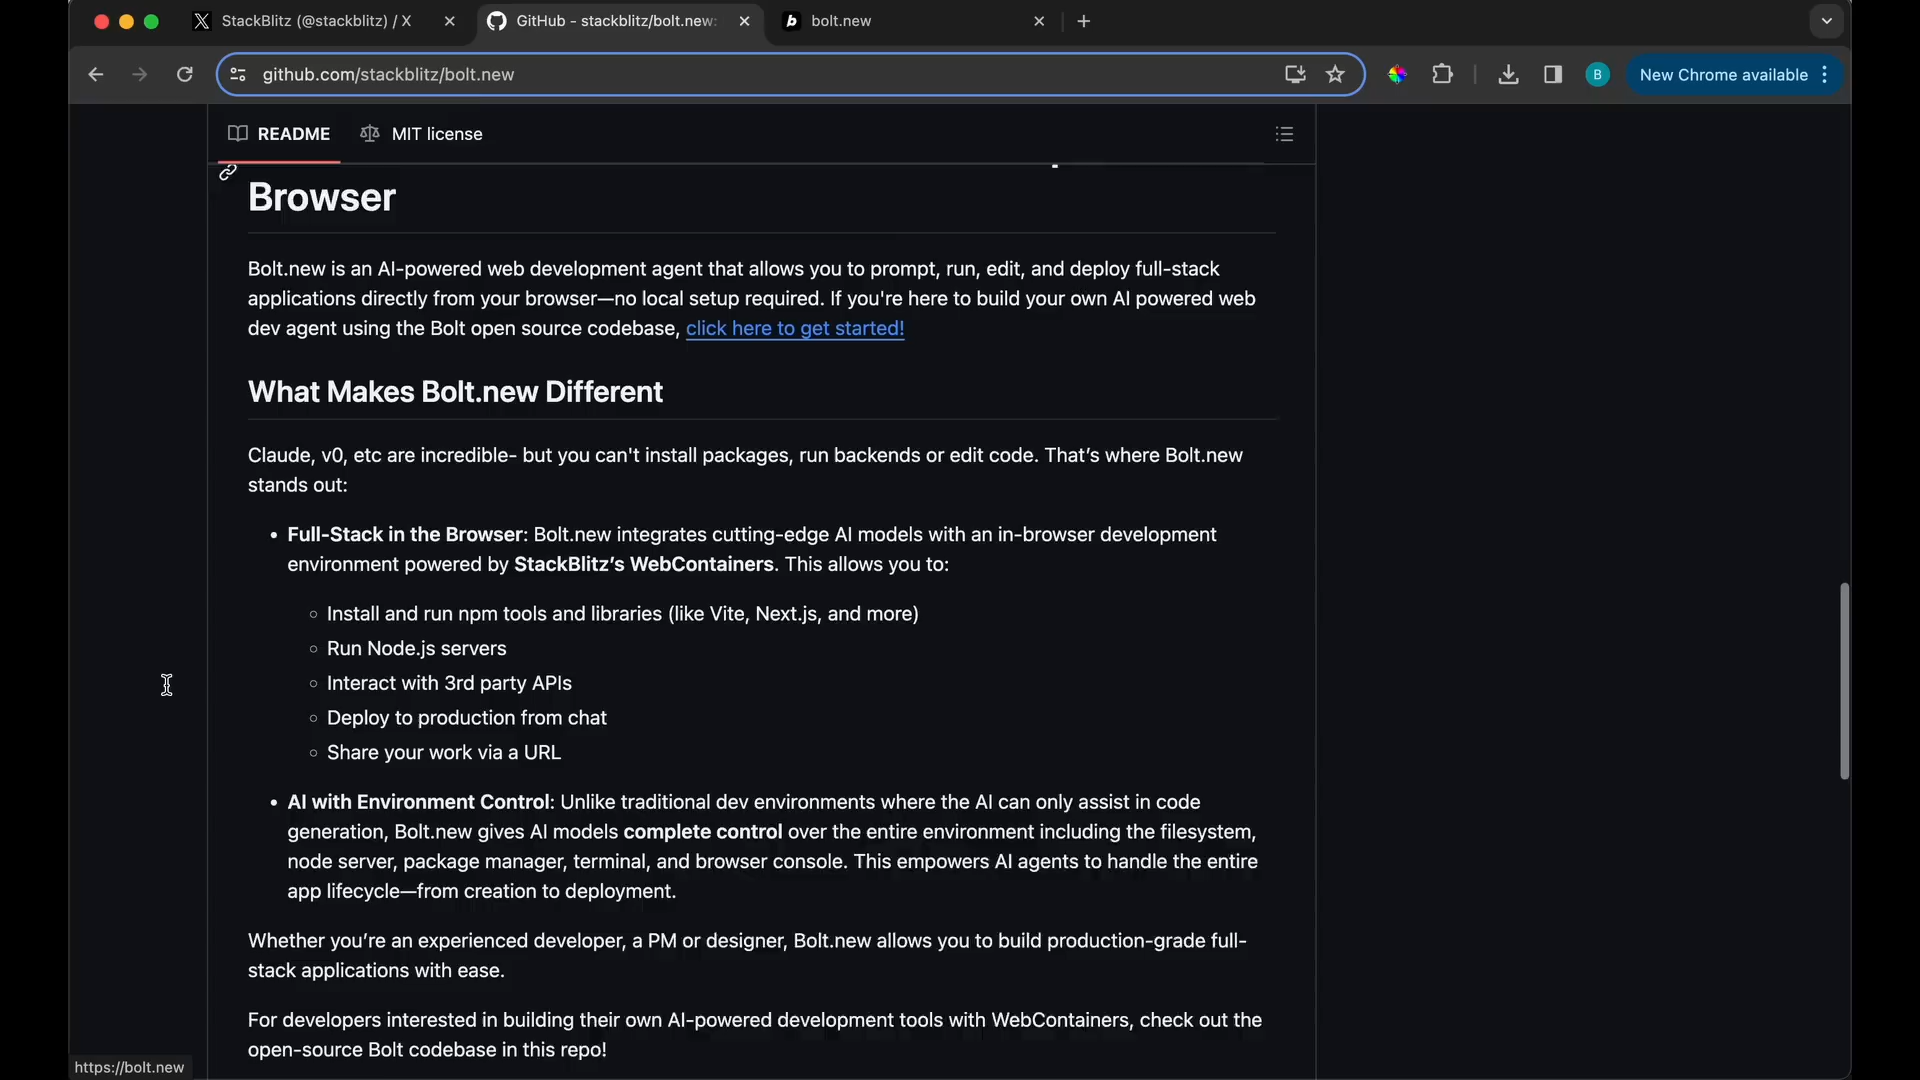 StackBlitz (@stackblitz) / X
GitHub - stackblitz/bolt.new:
bolt.new
github.com/stackblitz/bolt.new
B
New Chrome available
README
MIT license
Browser
Bolt.new is an AI-powered web development agent that allows you to prompt, run, edit, and deploy full-stack
applications directly from your browser—no local setup required. If you're here to build your own AI powered web
dev agent using the Bolt open source codebase, click here to get started!
What Makes Bolt.new Different
Claude, v0, etc are incredible- but you can't install packages, run backends or edit code. That’s where Bolt.new
stands out:
• Full-Stack in the Browser: Bolt.new integrates cutting-edge AI models with an in-browser development
environment powered by StackBlitz’s WebContainers. This allows you to:
○ Install and run npm tools and libraries (like Vite, Next.js, and more)
○ Run Node.js servers
○ Interact with 3rd party APIs
○ Deploy to production from chat
○ Share your work via a URL
• AI with Environment Control: Unlike traditional dev environments where the AI can only assist in code
generation, Bolt.new gives AI models complete control over the entire environment including the filesystem,
node server, package manager, terminal, and browser console. This empowers AI agents to handle the entire
app lifecycle—from creation to deployment.
Whether you’re an experienced developer, a PM or designer, Bolt.new allows you to build production-grade full-
stack applications with ease.
For developers interested in building their own AI-powered development tools with WebContainers, check out the
open-source Bolt codebase in this repo!
https://bolt.new